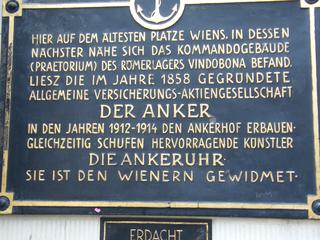 HIER AUF DEM ÄLTESTEN PLATZE WIENS, IN DESSEN
NÄCHSTER NÄHE SICH DAS KOMMANDOGEBÄUDE
(PRAETORIUM) DES RÖMERLAGERS VINDOBONA BEFAND.
LIESZ DIE IM JAHRE 1858 GEGRÜNDETE
ALLGEMEINE VERSICHERUNGS-AKTIENGESELLSCHAFT
DER ANKER
IN DEN JAHREN 1912-1914 DEN ANKERHOF ERBAUEN·
GLEICHZEITIG SCHUFEN HERVORRAGENDE KÜNSTLER
DIE ANKERUHR·
SIE IST DEN WIENERN GEWIDMET·
ERDACHT